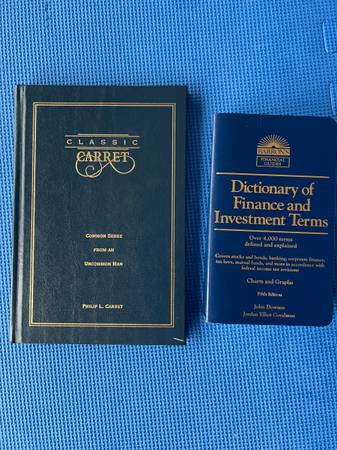 CLASSIC
CARRET
COMMON SENSE
FROM AN
UNCOMMON MAN
PHILIP L. CARRET
BARRON'S
FINANCIAL
GUIDES
Dictionary of
Finance and
Investment Terms
Over 4,000 terms
defined and explained
Covers stocks and bonds, banking, corporate finance,
tax laws, mutual funds, and more in accordance with
federal income tax revisions
Charts and Graphs
Fifth Edition
John Downes
Jordan Elliot Goodman